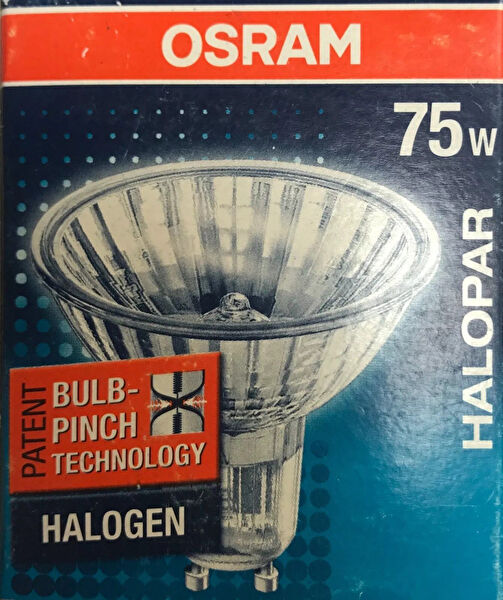 OSRAM
75W
HALOPAR
PATENT
BULB-
PINCH
TECHNOLOGY
HALOGEN